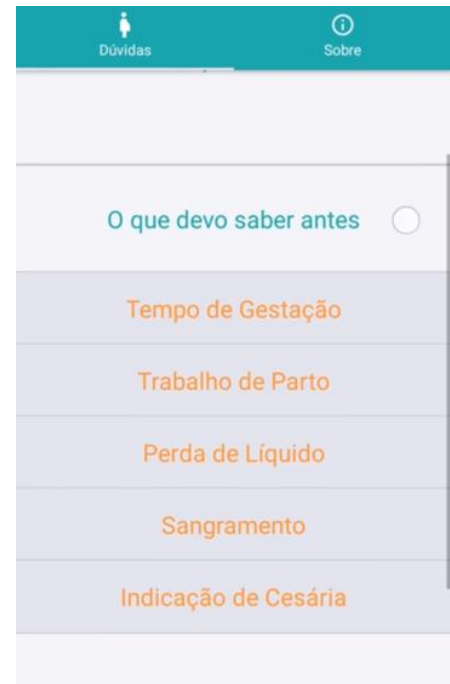 Dúvidas
Sobre
O que devo saber antes
Tempo de Gestação
Trabalho de Parto
Perda de Líquido
Sangramento
Indicação de Cesária